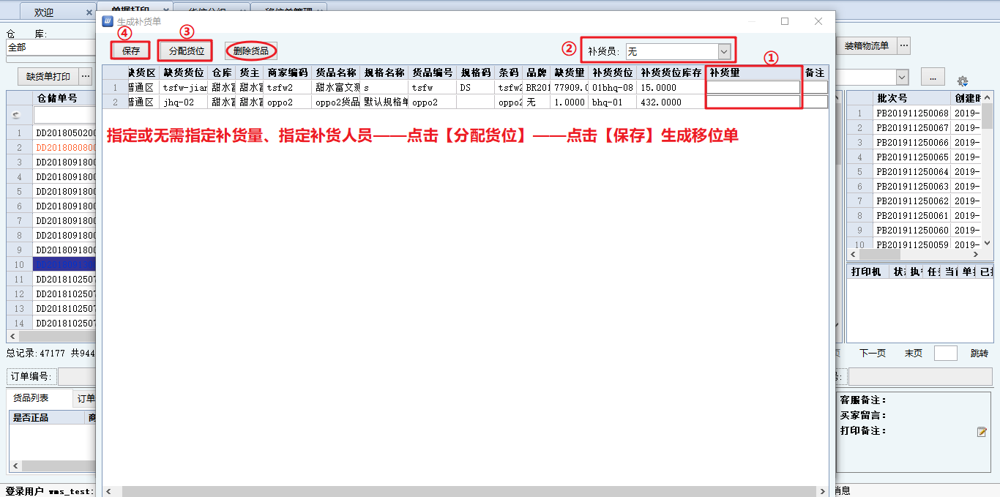 欢迎
单据打印
生成补货单
仓 库:
全部
缺货单打印 ...
④ ③ ② ①
保存 分配货位 删除货品 补货员: 无
装箱物流单 ...
...
缺货区 缺货货位 仓库 货主 商家编码 货品名称 规格名称 货品编号 规格码 条码 品牌 缺货量 补货货位 补货货位库存 补货量 备注
1 普通区 tsfw-jian 甜水富 甜水富 tsfw2 甜水富文观 s tsfw DS tsfw2 BR201 77909.0 01bhq-08 15.0000
2 普通区 jhq-02 甜水富 甜水富 oppo2 oppo2货品 默认规格单 oppo2 oppo2 无 1.0000 bhq-01 432.0000
指定或无需指定补货量、指定补货人员——点击【分配货位】——点击【保存】生成移位单
仓储单号
1 DD2018050200
2 DD2018080800
3 DD2018091800
4 DD2018091800
5 DD2018091800
6 DD2018091800
7 DD2018091800
8 DD2018091800
9 DD2018091800
10
11 DD2018102507
12 DD2018102507
13 DD2018102507
14 DD2018102507
总记录:47177 共944
订单编号:
货品列表 订单
是否正品 商
登录用户 wms_test:
批次号 创建时
1 PB201911250068 2019-
2 PB201911250067 2019-
3 PB201911250066 2019-
4 PB201911250065 2019-
5 PB201911250064 2019-
6 PB201911250063 2019-
7 PB201911250062 2019-
8 PB201911250061 2019-
9 PB201911250060 2019-
10 PB201911250059 2019-
打印机 状态 执行 任务 当前 单据 已打
页 下一页 末页 跳转
号:
客服备注:
买家留言:
打印备注:
消息